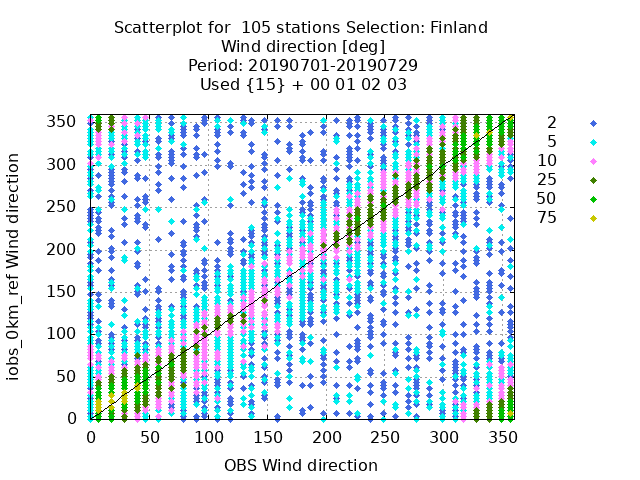 Scatterplot for  105 stations Selection: Finland
Wind direction [deg]
Period: 20190701-20190729
Used {15} + 00 01 02 03
iobs_0km_ref Wind direction
350
300
250
200
150
100
50
0
0 50 100 150 200 250 300 350
OBS Wind direction
2
5
10
25
50
75